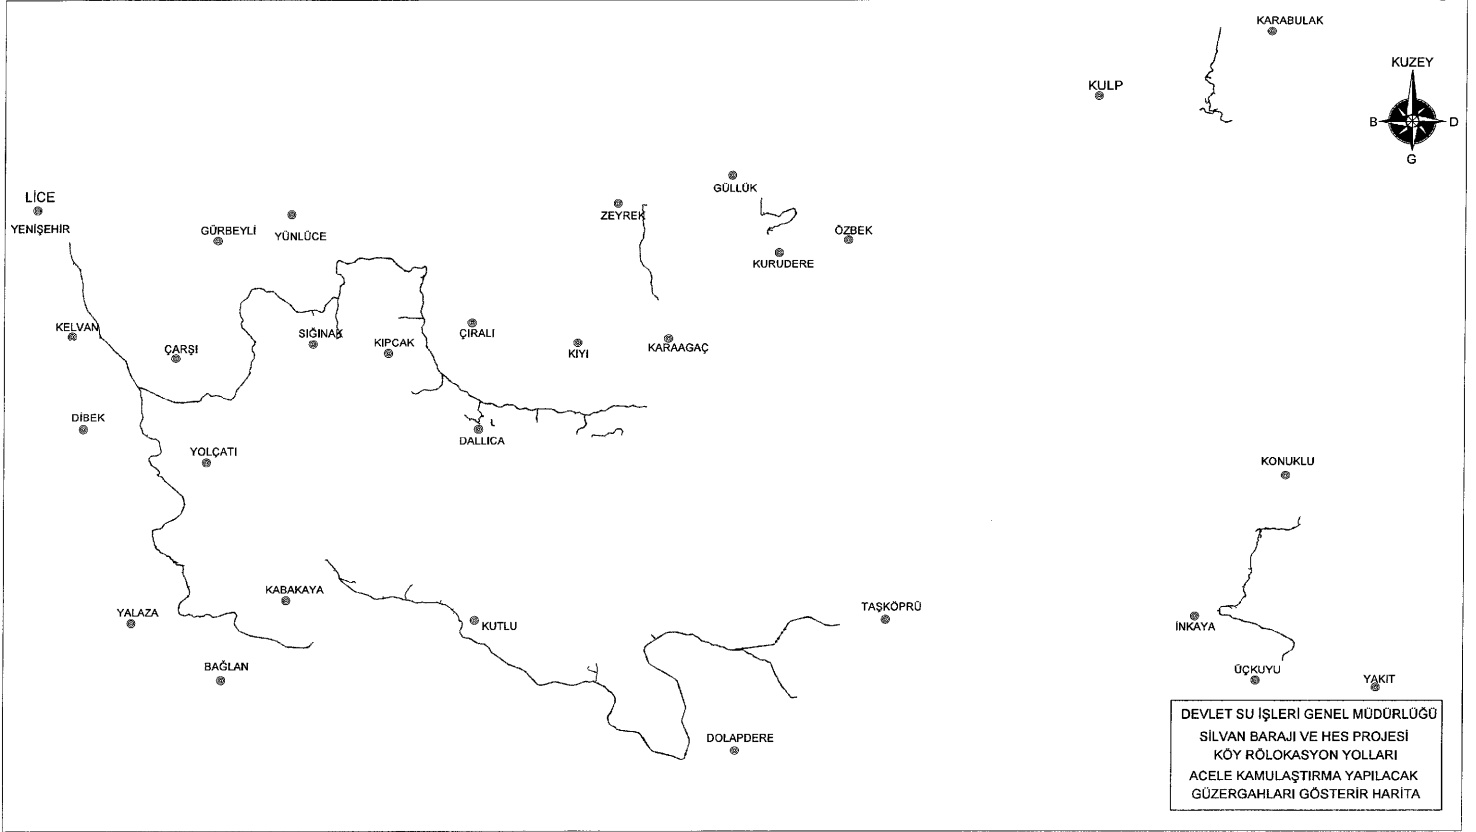 KARABULAK
KUZEY
KULP
B
D
G
GÜLLÜK
LİCE
ZEYREK
YENİŞEHİR
GÜRBEYLİ
YÜNLÜCE
ÖZBEK
KURUDERE
KELVAN
SIĞINAK
ÇIRALI
KIPCAK
ÇARŞI
KIYI
KARAAGAÇ
DİBEK
DALLICA
YOLÇATI
KONUKLU
KABAKAYA
YALAZA
KUTLU
TAŞKÖPRÜ
İNKAYA
BAĞLAN
ÜÇKUYU
YAKIT
DOLAPDERE
DEVLET SU İŞLERİ GENEL MÜDÜRLÜĞÜ
SİLVAN BARAJI VE HES PROJESİ
KÖY RÖLOKASYON YOLLARI
ACELE KAMULAŞTIRMA YAPILACAK
GÜZERGAHLARI GÖSTERİR HARİTA